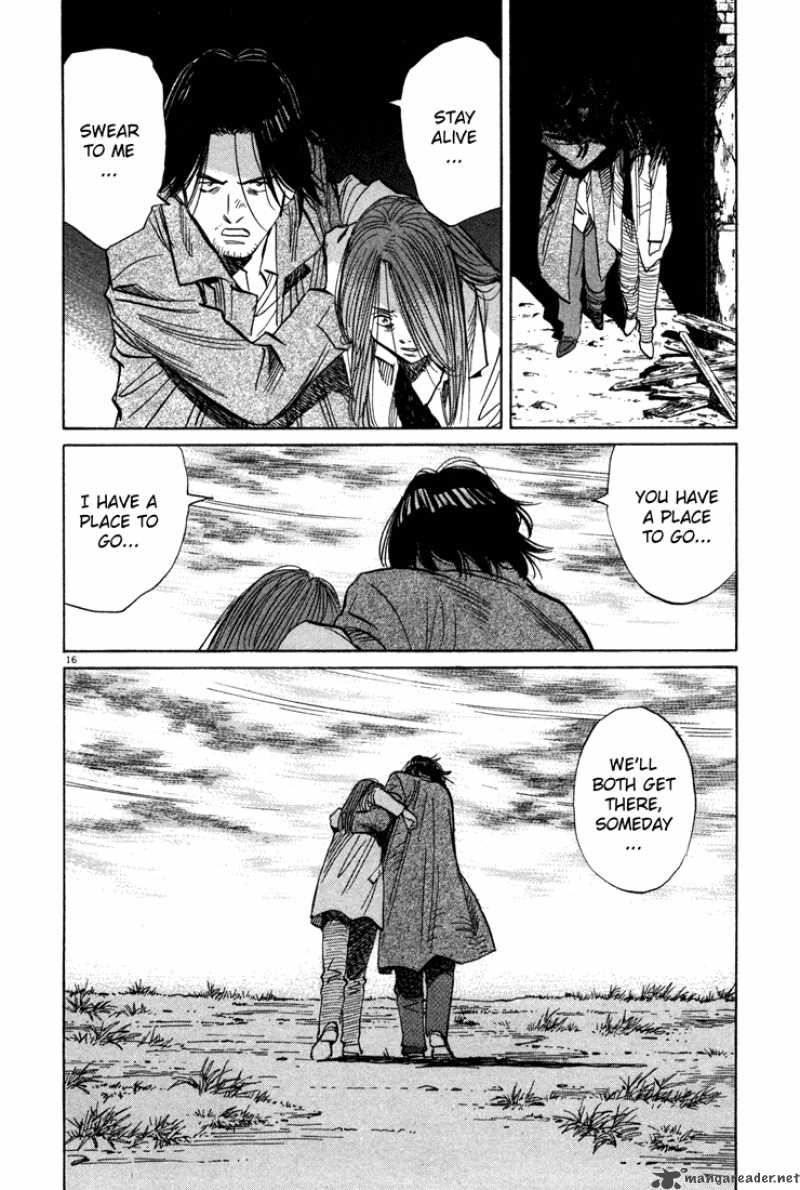 STAY
ALIVE
...
SWEAR
TO ME
...
YOU HAVE
A PLACE
TO GO...
I HAVE A
PLACE TO
GO...
16
WE'LL
BOTH GET
THERE,
SOMEDAY
...
mangareader.net